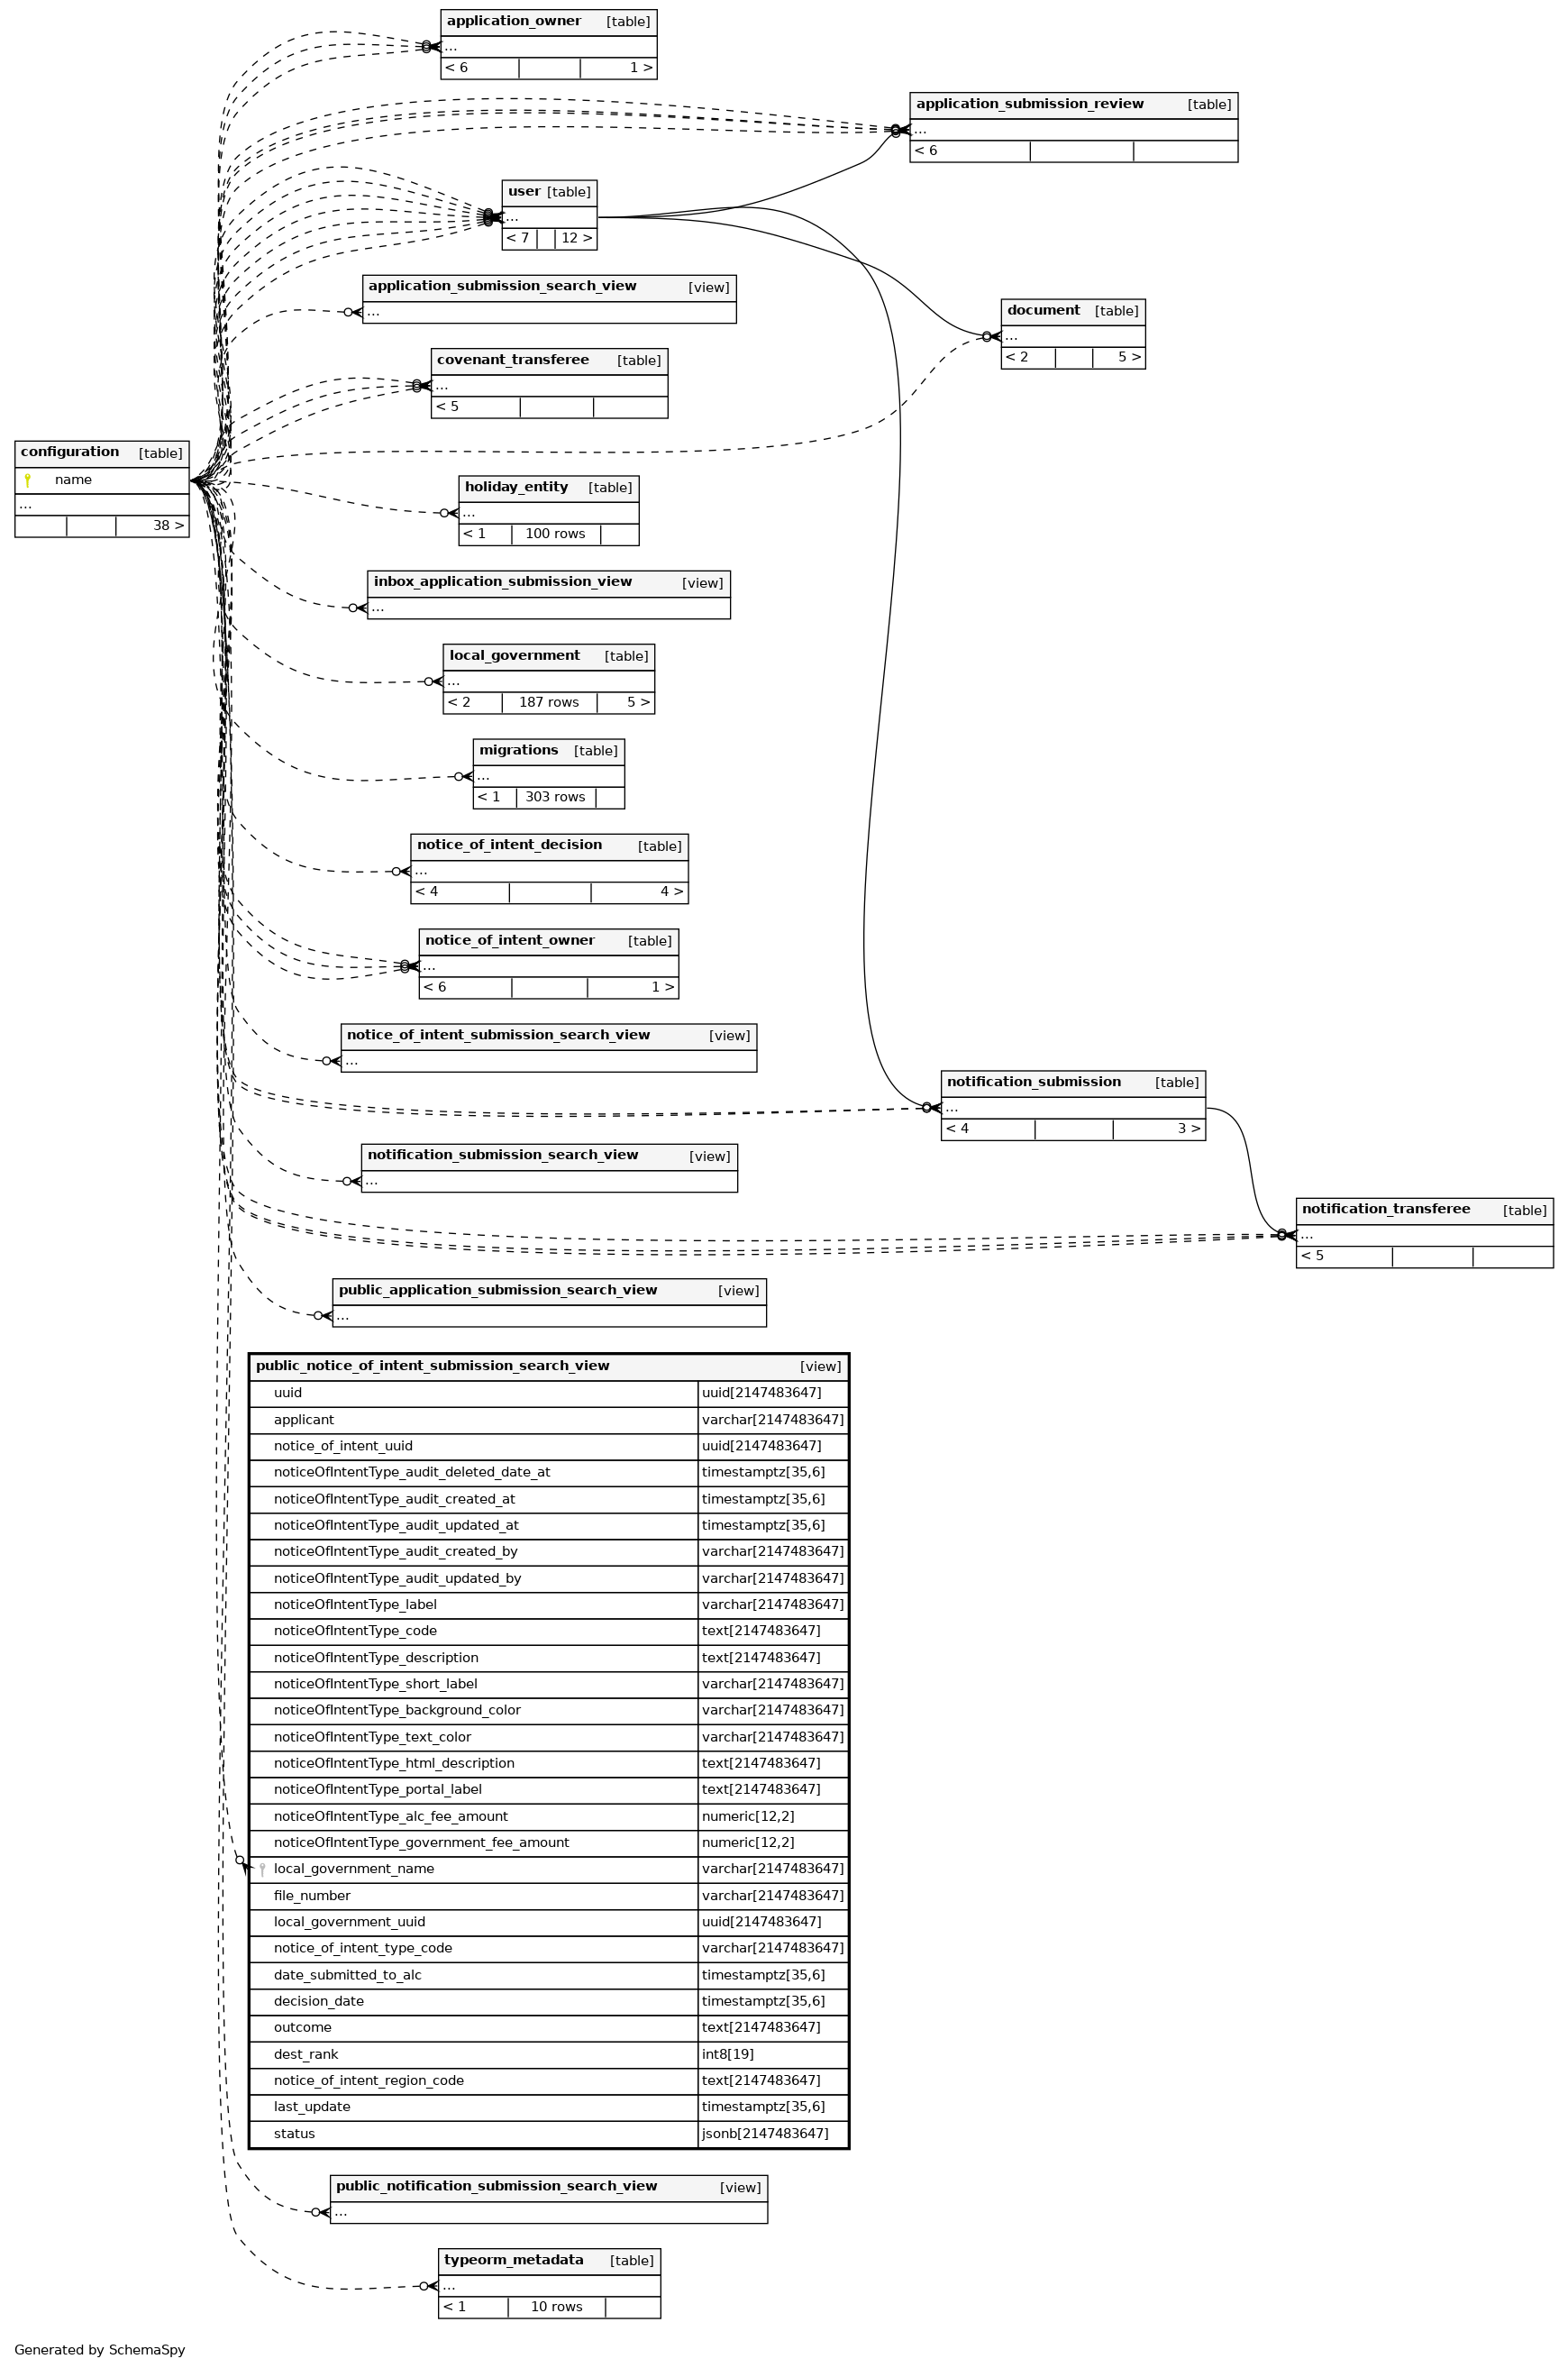 application_owner [table]
...
< 6 1 >
application_submission_review [table]
...
< 6
user [table]
...
< 7 12 >
application_submission_search_view [view]
...
document [table]
...
< 2 5 >
covenant_transferee [table]
...
< 5
configuration [table]
name
...
38 >
holiday_entity [table]
...
< 1 100 rows
inbox_application_submission_view [view]
...
local_government [table]
...
< 2 187 rows 5 >
migrations [table]
...
< 1 303 rows
notice_of_intent_decision [table]
...
< 4 4 >
notice_of_intent_owner [table]
...
< 6 1 >
notice_of_intent_submission_search_view [view]
...
notification_submission [table]
...
< 4 3 >
notification_submission_search_view [view]
...
notification_transferee [table]
...
< 5
public_application_submission_search_view [view]
...
public_notice_of_intent_submission_search_view [view]
uuid uuid[2147483647]
applicant varchar[2147483647]
notice_of_intent_uuid uuid[2147483647]
noticeOfIntentType_audit_deleted_date_at timestamptz[35,6]
noticeOfIntentType_audit_created_at timestamptz[35,6]
noticeOfIntentType_audit_updated_at timestamptz[35,6]
noticeOfIntentType_audit_created_by varchar[2147483647]
noticeOfIntentType_audit_updated_by varchar[2147483647]
noticeOfIntentType_label varchar[2147483647]
noticeOfIntentType_code text[2147483647]
noticeOfIntentType_description text[2147483647]
noticeOfIntentType_short_label varchar[2147483647]
noticeOfIntentType_background_color varchar[2147483647]
noticeOfIntentType_text_color varchar[2147483647]
noticeOfIntentType_html_description text[2147483647]
noticeOfIntentType_portal_label text[2147483647]
noticeOfIntentType_alc_fee_amount numeric[12,2]
noticeOfIntentType_government_fee_amount numeric[12,2]
local_government_name varchar[2147483647]
file_number varchar[2147483647]
local_government_uuid uuid[2147483647]
notice_of_intent_type_code varchar[2147483647]
date_submitted_to_alc timestamptz[35,6]
decision_date timestamptz[35,6]
outcome text[2147483647]
dest_rank int8[19]
notice_of_intent_region_code text[2147483647]
last_update timestamptz[35,6]
status jsonb[2147483647]
public_notification_submission_search_view [view]
...
typeorm_metadata [table]
...
< 1 10 rows
Generated by SchemaSpy